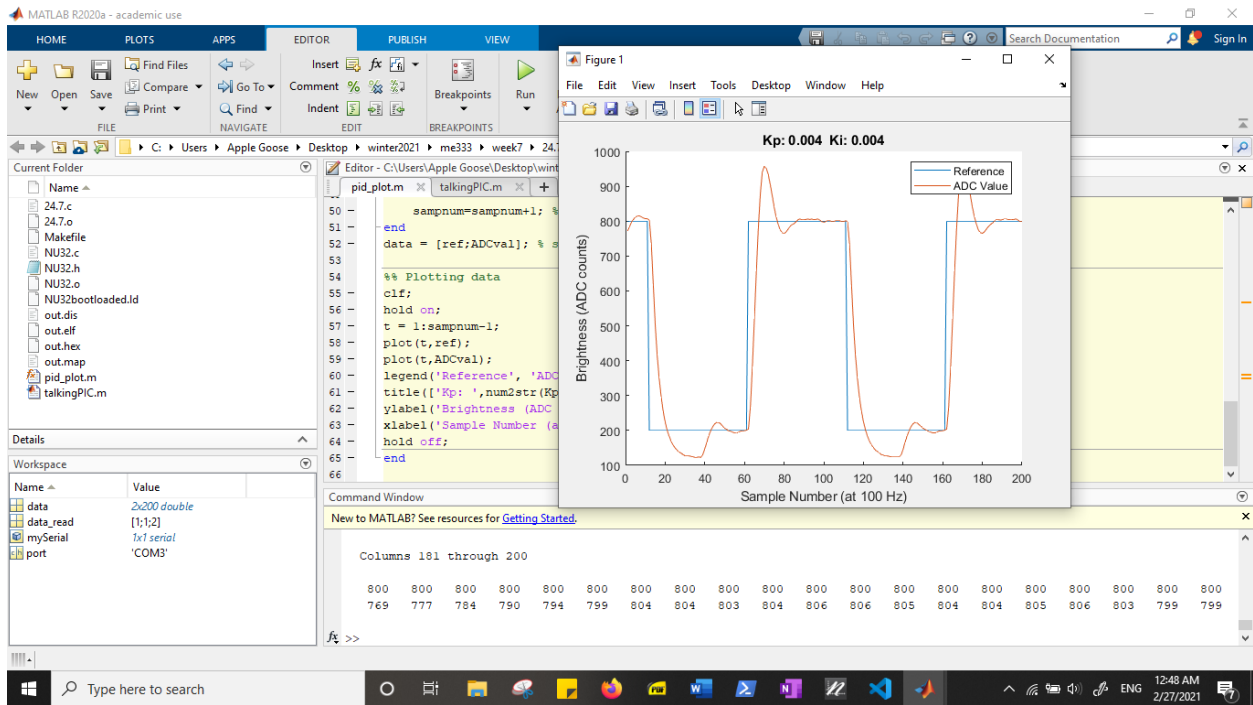 MATLAB R2020a - academic use
HOME PLOTS APPS EDITOR PUBLISH VIEW
Search Documentation
Sign In
New Open Save
Find Files
Compare
Print
FILE
Go To
Find
NAVIGATE
Insert fx
Comment %
Indent
EDIT
Breakpoints
BREAKPOINTS
Run
C: Users Apple Goose Desktop winter2021 me333 week7 24.7
Current Folder
Name
24.7.c
24.7.o
Makefile
NU32.c
NU32.h
NU32.o
NU32bootloaded.ld
out.dis
out.elf
out.hex
out.map
pid_plot.m
talkingPIC.m
Details
Workspace
Name Value
data 2x200 double
data_read [1;1;2]
mySerial 1x1 serial
port 'COM3'
Editor - C:\Users\Apple Goose\Desktop\wint
pid_plot.m talkingPIC.m +
50 sampnum=sampnum+1; %
51 end
52 data = [ref;ADCval]; % s
53
54 %% Plotting data
55 clf;
56 hold on;
57 t = 1:sampnum-1;
58 plot(t,ref);
59 plot(t,ADCval);
60 legend('Reference', 'ADC
61 title(['Kp: ',num2str(Kp
62 ylabel('Brightness (ADC
63 xlabel('Sample Number (a
64 hold off;
65 end
66
Figure 1
File Edit View Insert Tools Desktop Window Help
Kp: 0.004 Ki: 0.004
Reference
ADC Value
Brightness (ADC counts)
1000
900
800
700
600
500
400
300
200
100
0 20 40 60 80 100 120 140 160 180 200
Sample Number (at 100 Hz)
Command Window
New to MATLAB? See resources for Getting Started.
Columns 181 through 200
800 800 800 800 800 800 800 800 800 800 800 800 800 800 800 800 800 800 800 800
769 777 784 790 794 799 804 804 803 804 806 806 805 804 804 805 806 803 799 799
fx >>
Type here to search
ENG
12:48 AM
2/27/2021
7